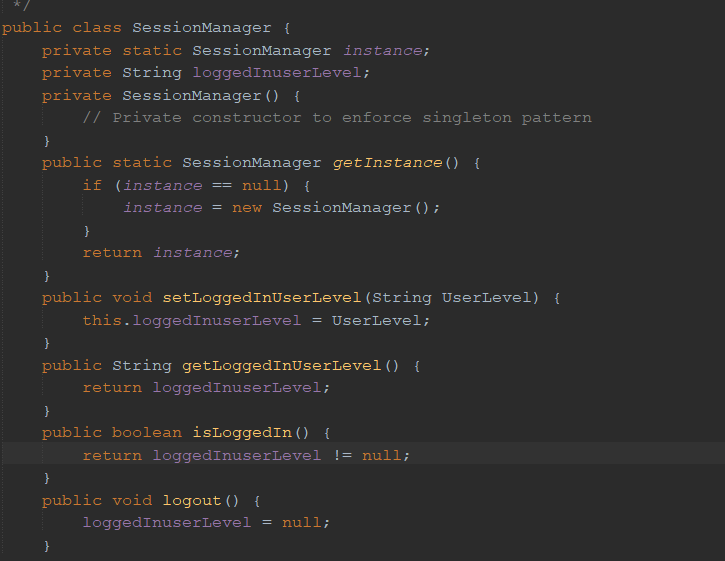 */
public class SessionManager {
    private static SessionManager instance;
    private String loggedInuserLevel;
    private SessionManager() {
        // Private constructor to enforce singleton pattern
    }
    public static SessionManager getInstance() {
        if (instance == null) {
            instance = new SessionManager();
        }
        return instance;
    }
    public void setLoggedInUserLevel(String UserLevel) {
        this.loggedInuserLevel = UserLevel;
    }
    public String getLoggedInUserLevel() {
        return loggedInuserLevel;
    }
    public boolean isLoggedIn() {
        return loggedInuserLevel != null;
    }
    public void logout() {
        loggedInuserLevel = null;
    }